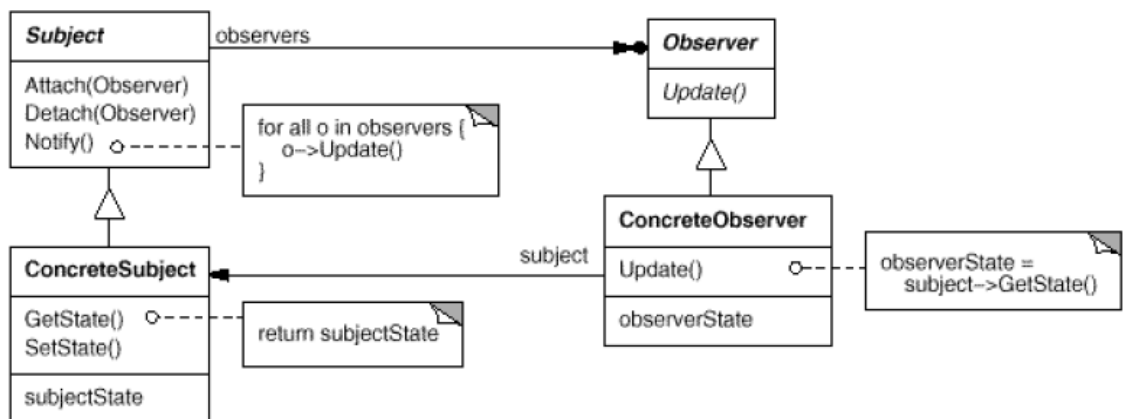 Subject
observers
Observer
Attach(Observer)
Detach(Observer)
Notify()
for all o in observers {
o->Update()
}
Update()
ConcreteSubject
GetState()
SetState()
subjectState
return subjectState
subject
ConcreteObserver
Update()
observerState
observerState =
subject->GetState()